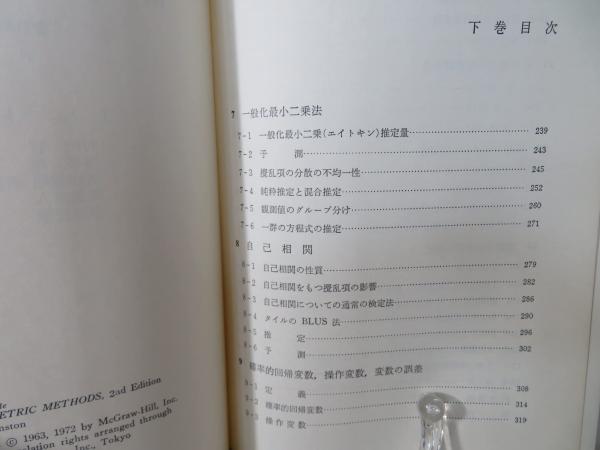 下巻目次
7 一般化最小二乗法
7-1 一般化最小二乗(エイトキン)推定量 239
7-2 予測 243
7-3 攪乱項の分散の不均一性 245
7-4 純粋推定と混合推定 252
7-5 観測値のグループ分け 260
7-6 一群の方程式の推定 271
8 自己相関
8-1 自己相関の性質 279
8-2 自己相関をもつ攪乱項の影響 282
8-3 自己相関についての通常の検定法 286
8-4 タイルの BLUS 法 290
8-5 推定 296
8-6 予測 302
9 確率的回帰変数,操作変数,変数の誤差
9-1 定義 308
9-2 確率的回帰変数 314
9-3 操作変数 319
le
ETRIC METHODS, 2nd Edition
nston
© 1963, 1972 by McGraw-Hill, Inc.
slation rights arranged through
Inc., Tokyo